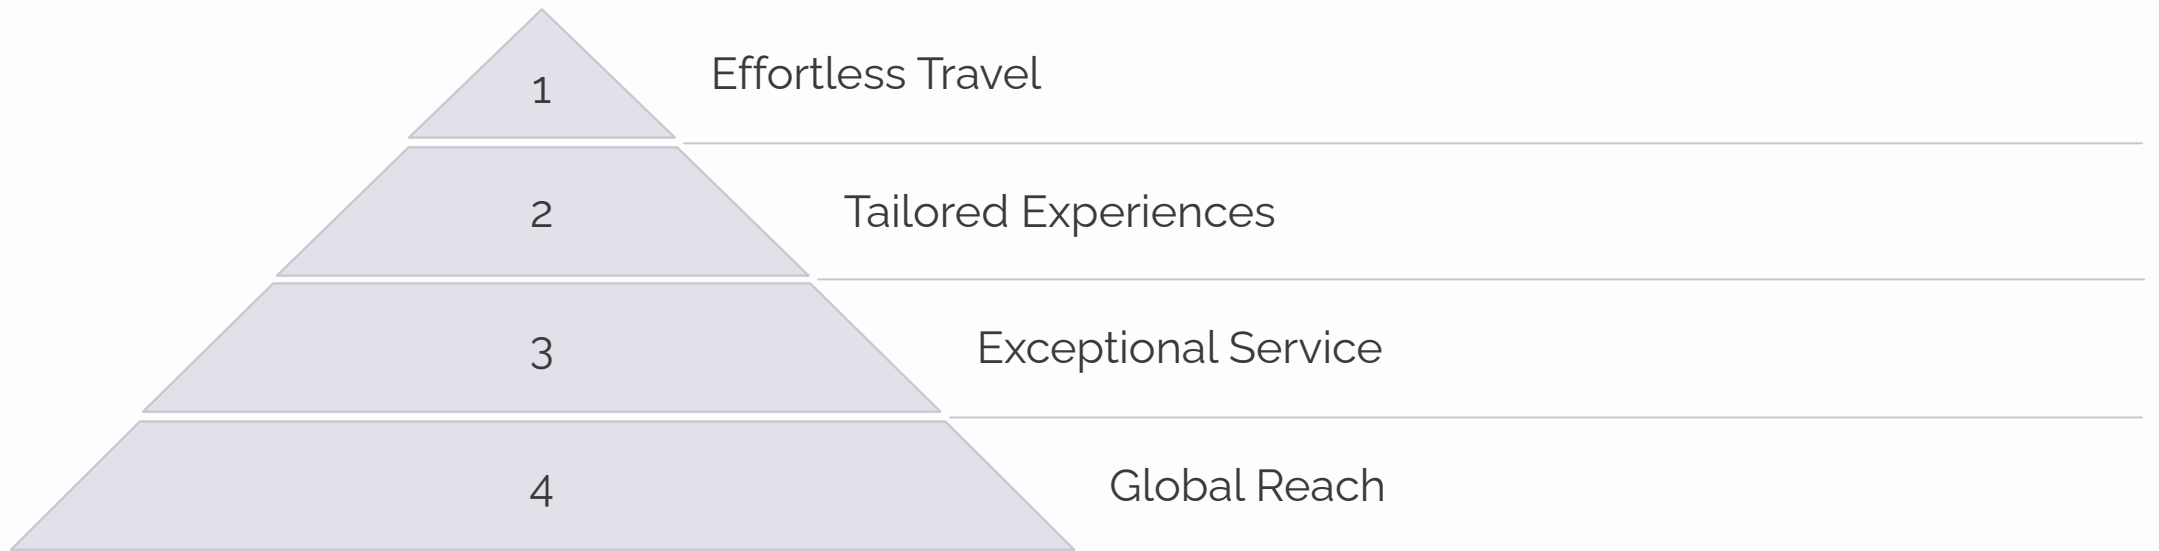 1 Effortless Travel
2 Tailored Experiences
3 Exceptional Service
4 Global Reach